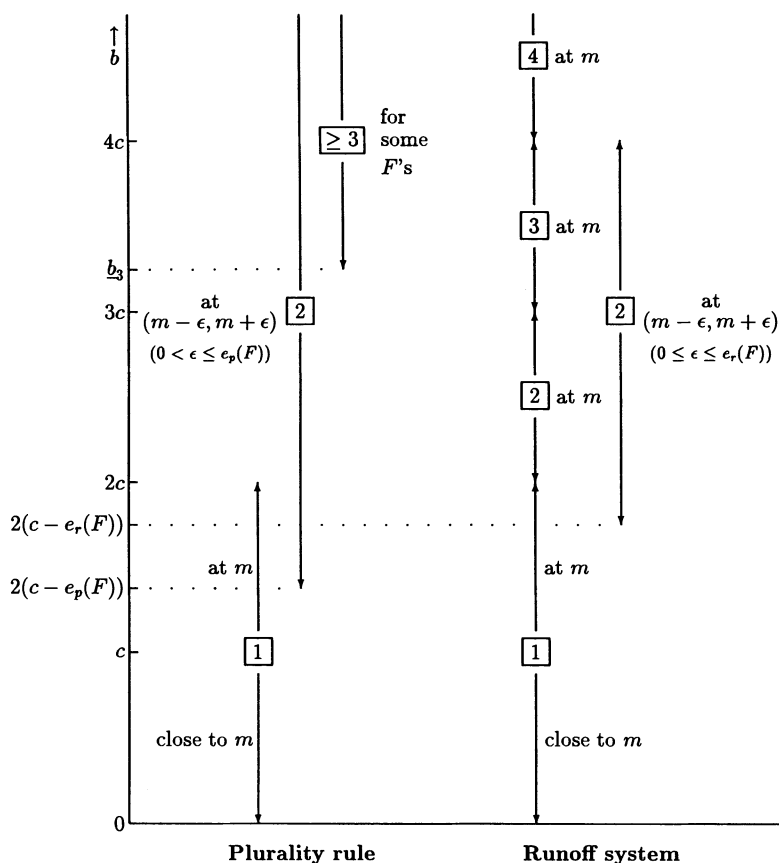 ↑
b
4 at m
4c
≥ 3
for
some
F's
3 at m
b₃
3c
at
(m − ϵ, m + ϵ)
(0 < ϵ ≤ eₚ(F))
2
2
at
(m − ϵ, m + ϵ)
(0 ≤ ϵ ≤ eᵣ(F))
2 at m
2c
2(c − eᵣ(F))
at m
at m
2(c − eₚ(F))
c
1
1
close to m
close to m
0
Plurality rule
Runoff system